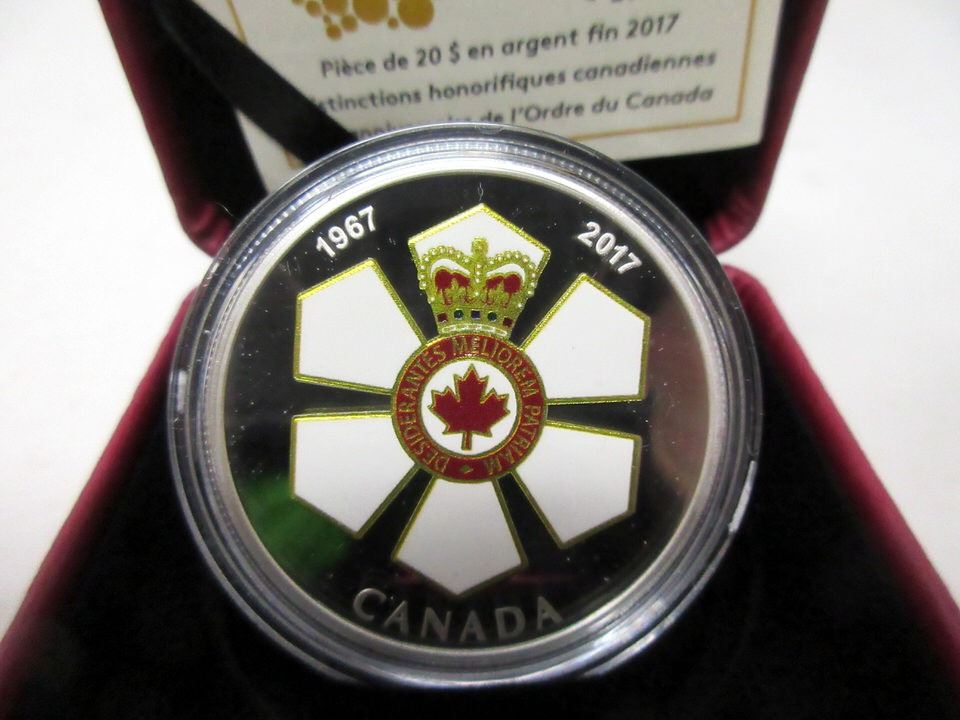 Pièce de 20 $ en argent fin 2017
Distinctions honorifiques canadiennes
de l'Ordre du Canada
1967
2017
DESIDERANTES MELIOREM PATRIAM
CANADA